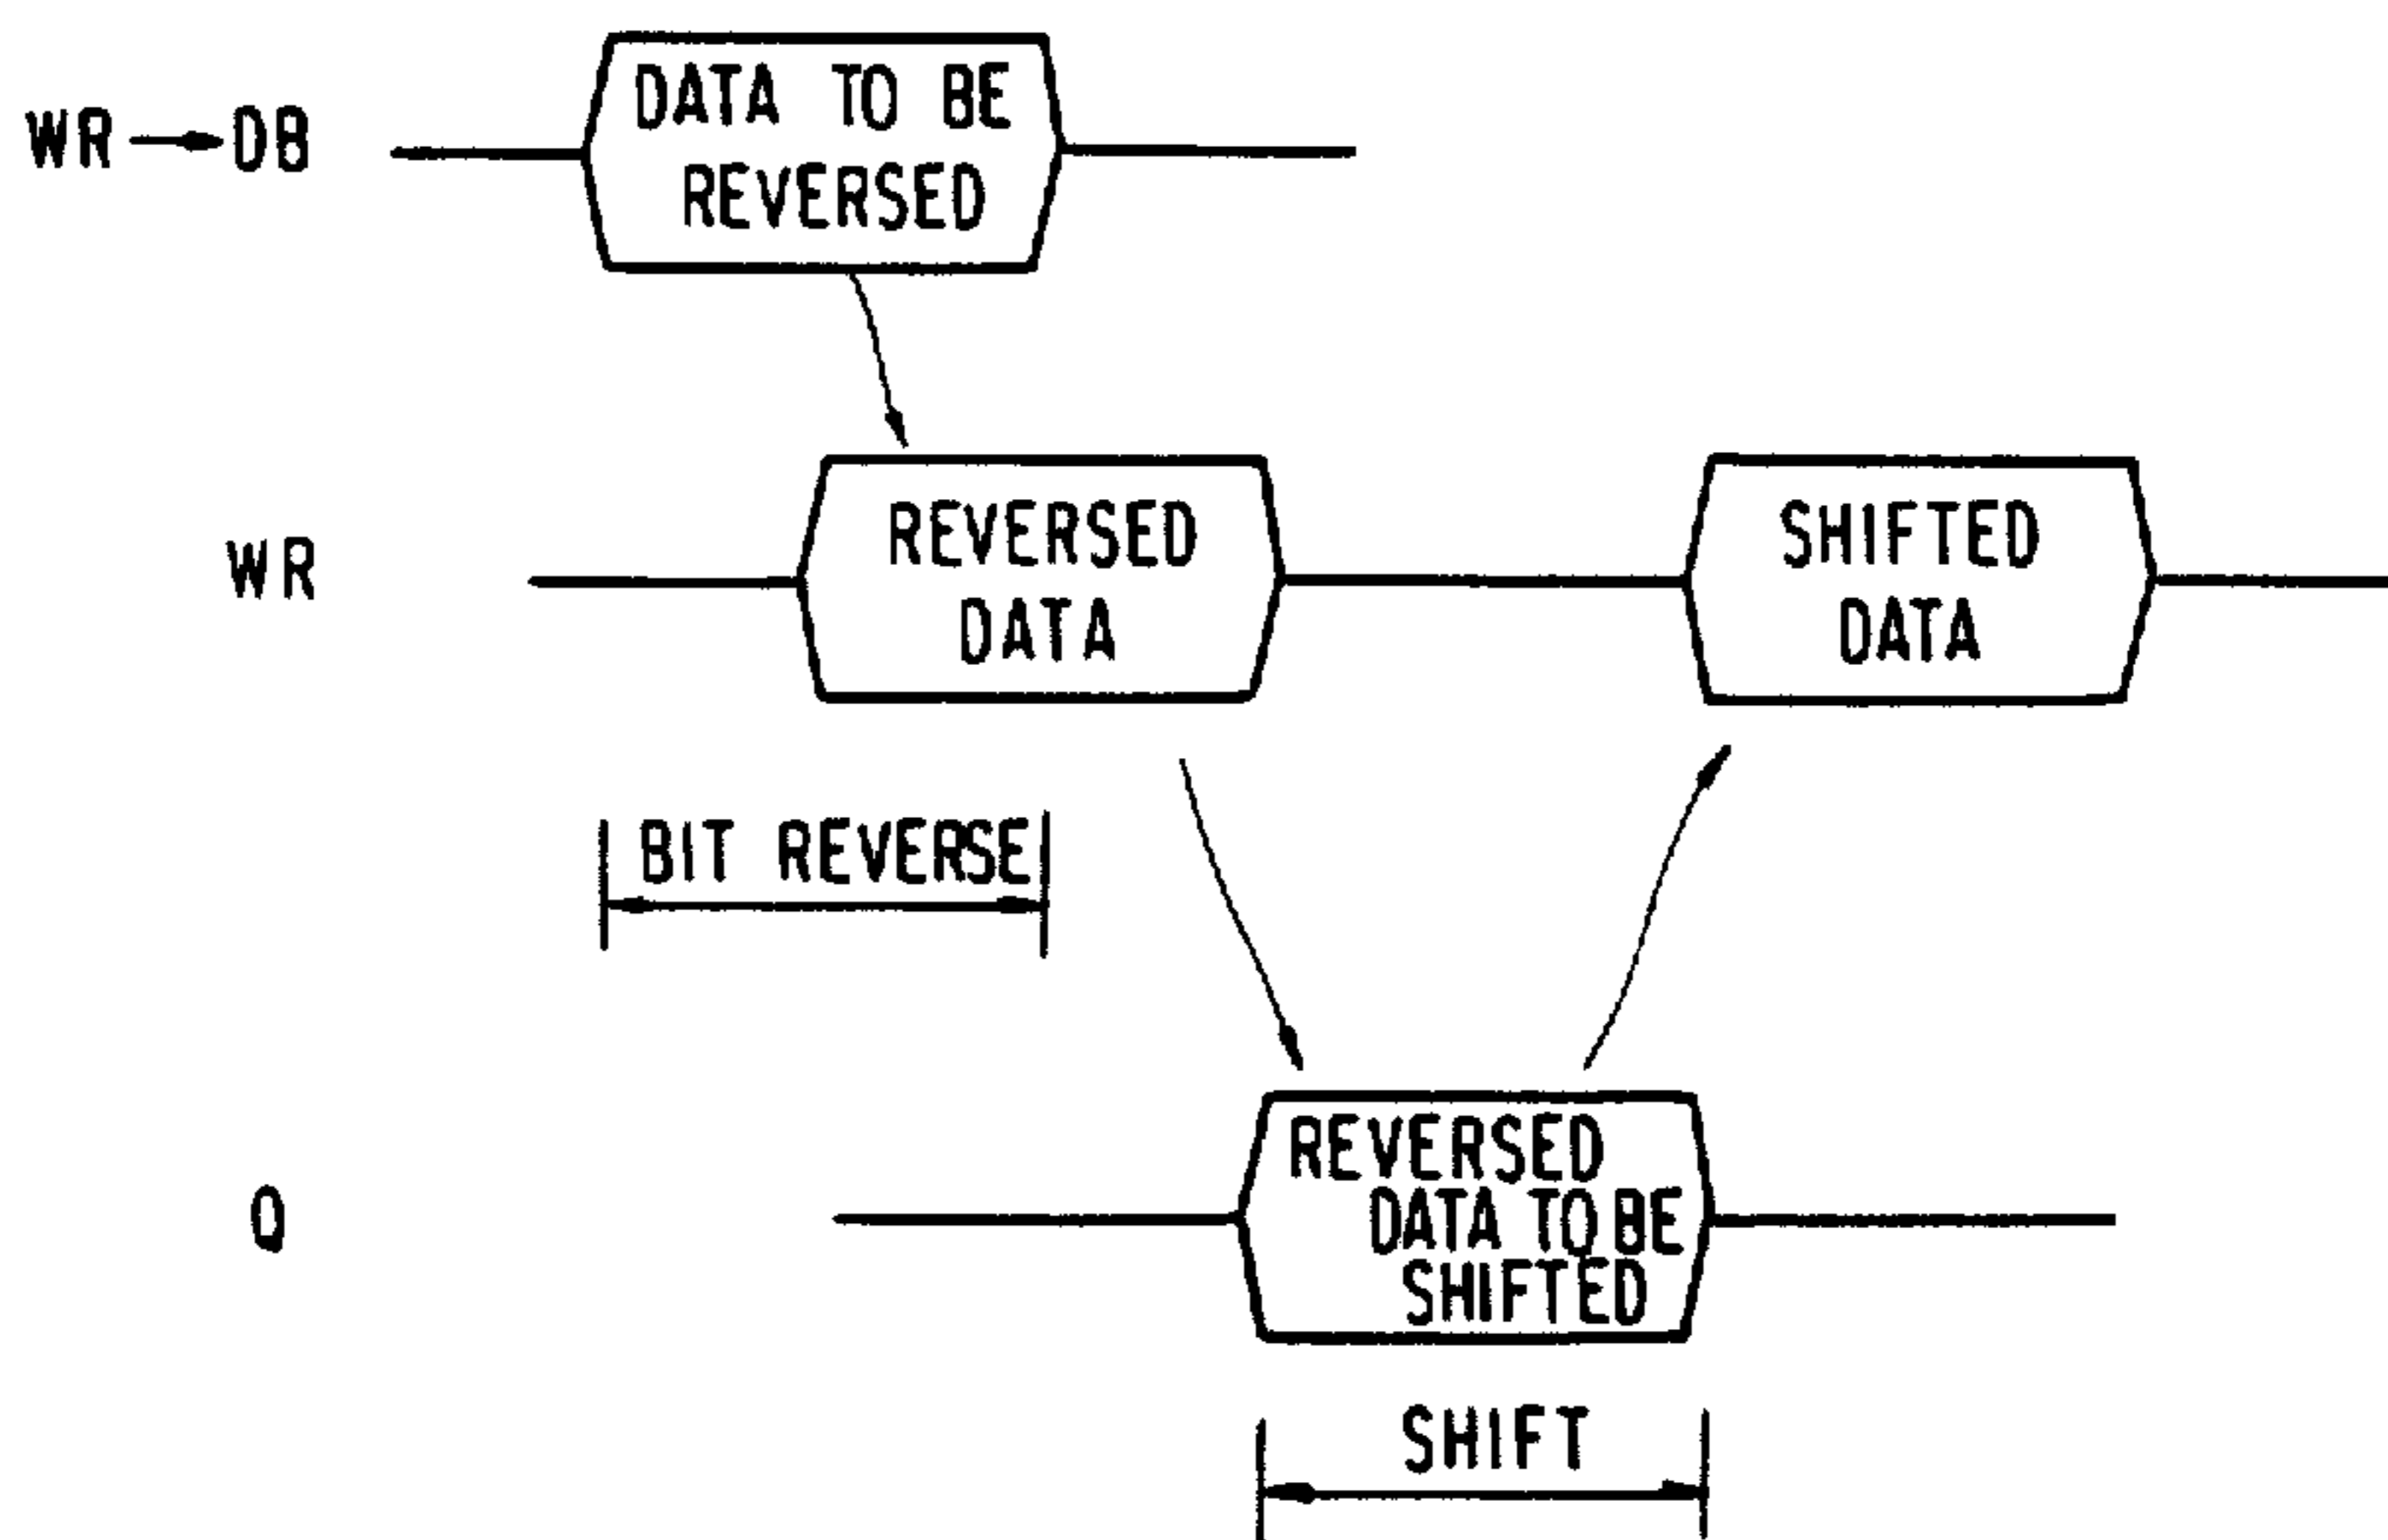 WR → DB
DATA TO BE
REVERSED
WR
REVERSED
DATA
SHIFTED
DATA
BIT REVERSE
Q
REVERSED
DATA TO BE
SHIFTED
SHIFT